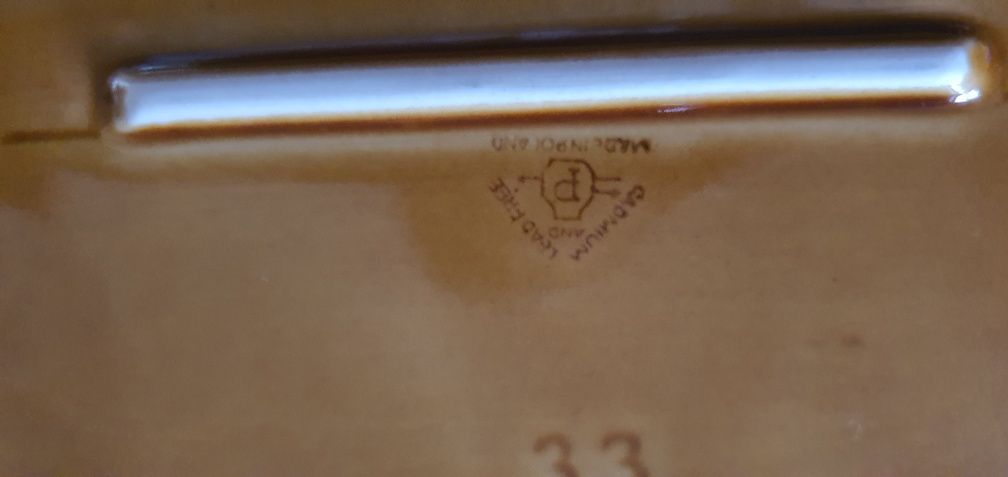 CADMIUM
AND
LEAD FREE
MADE IN POLAND
33